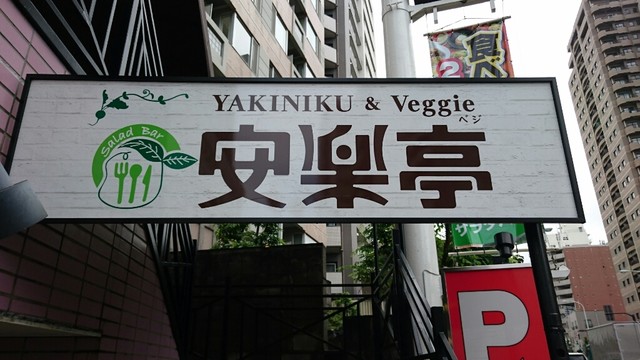 YAKINIKU & Veggie
ベジ
Salad Bar
安楽亭
P